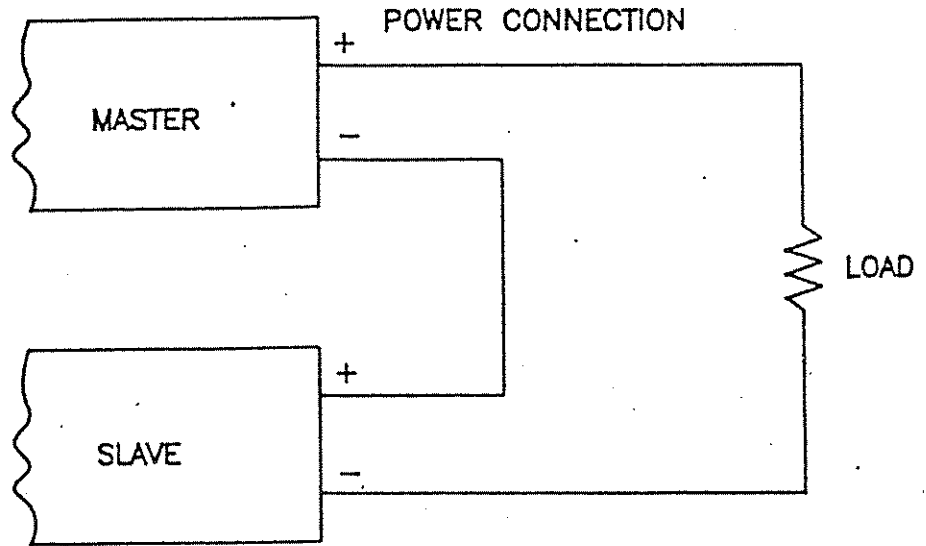 POWER CONNECTION
+
MASTER
−
LOAD
+
SLAVE
−